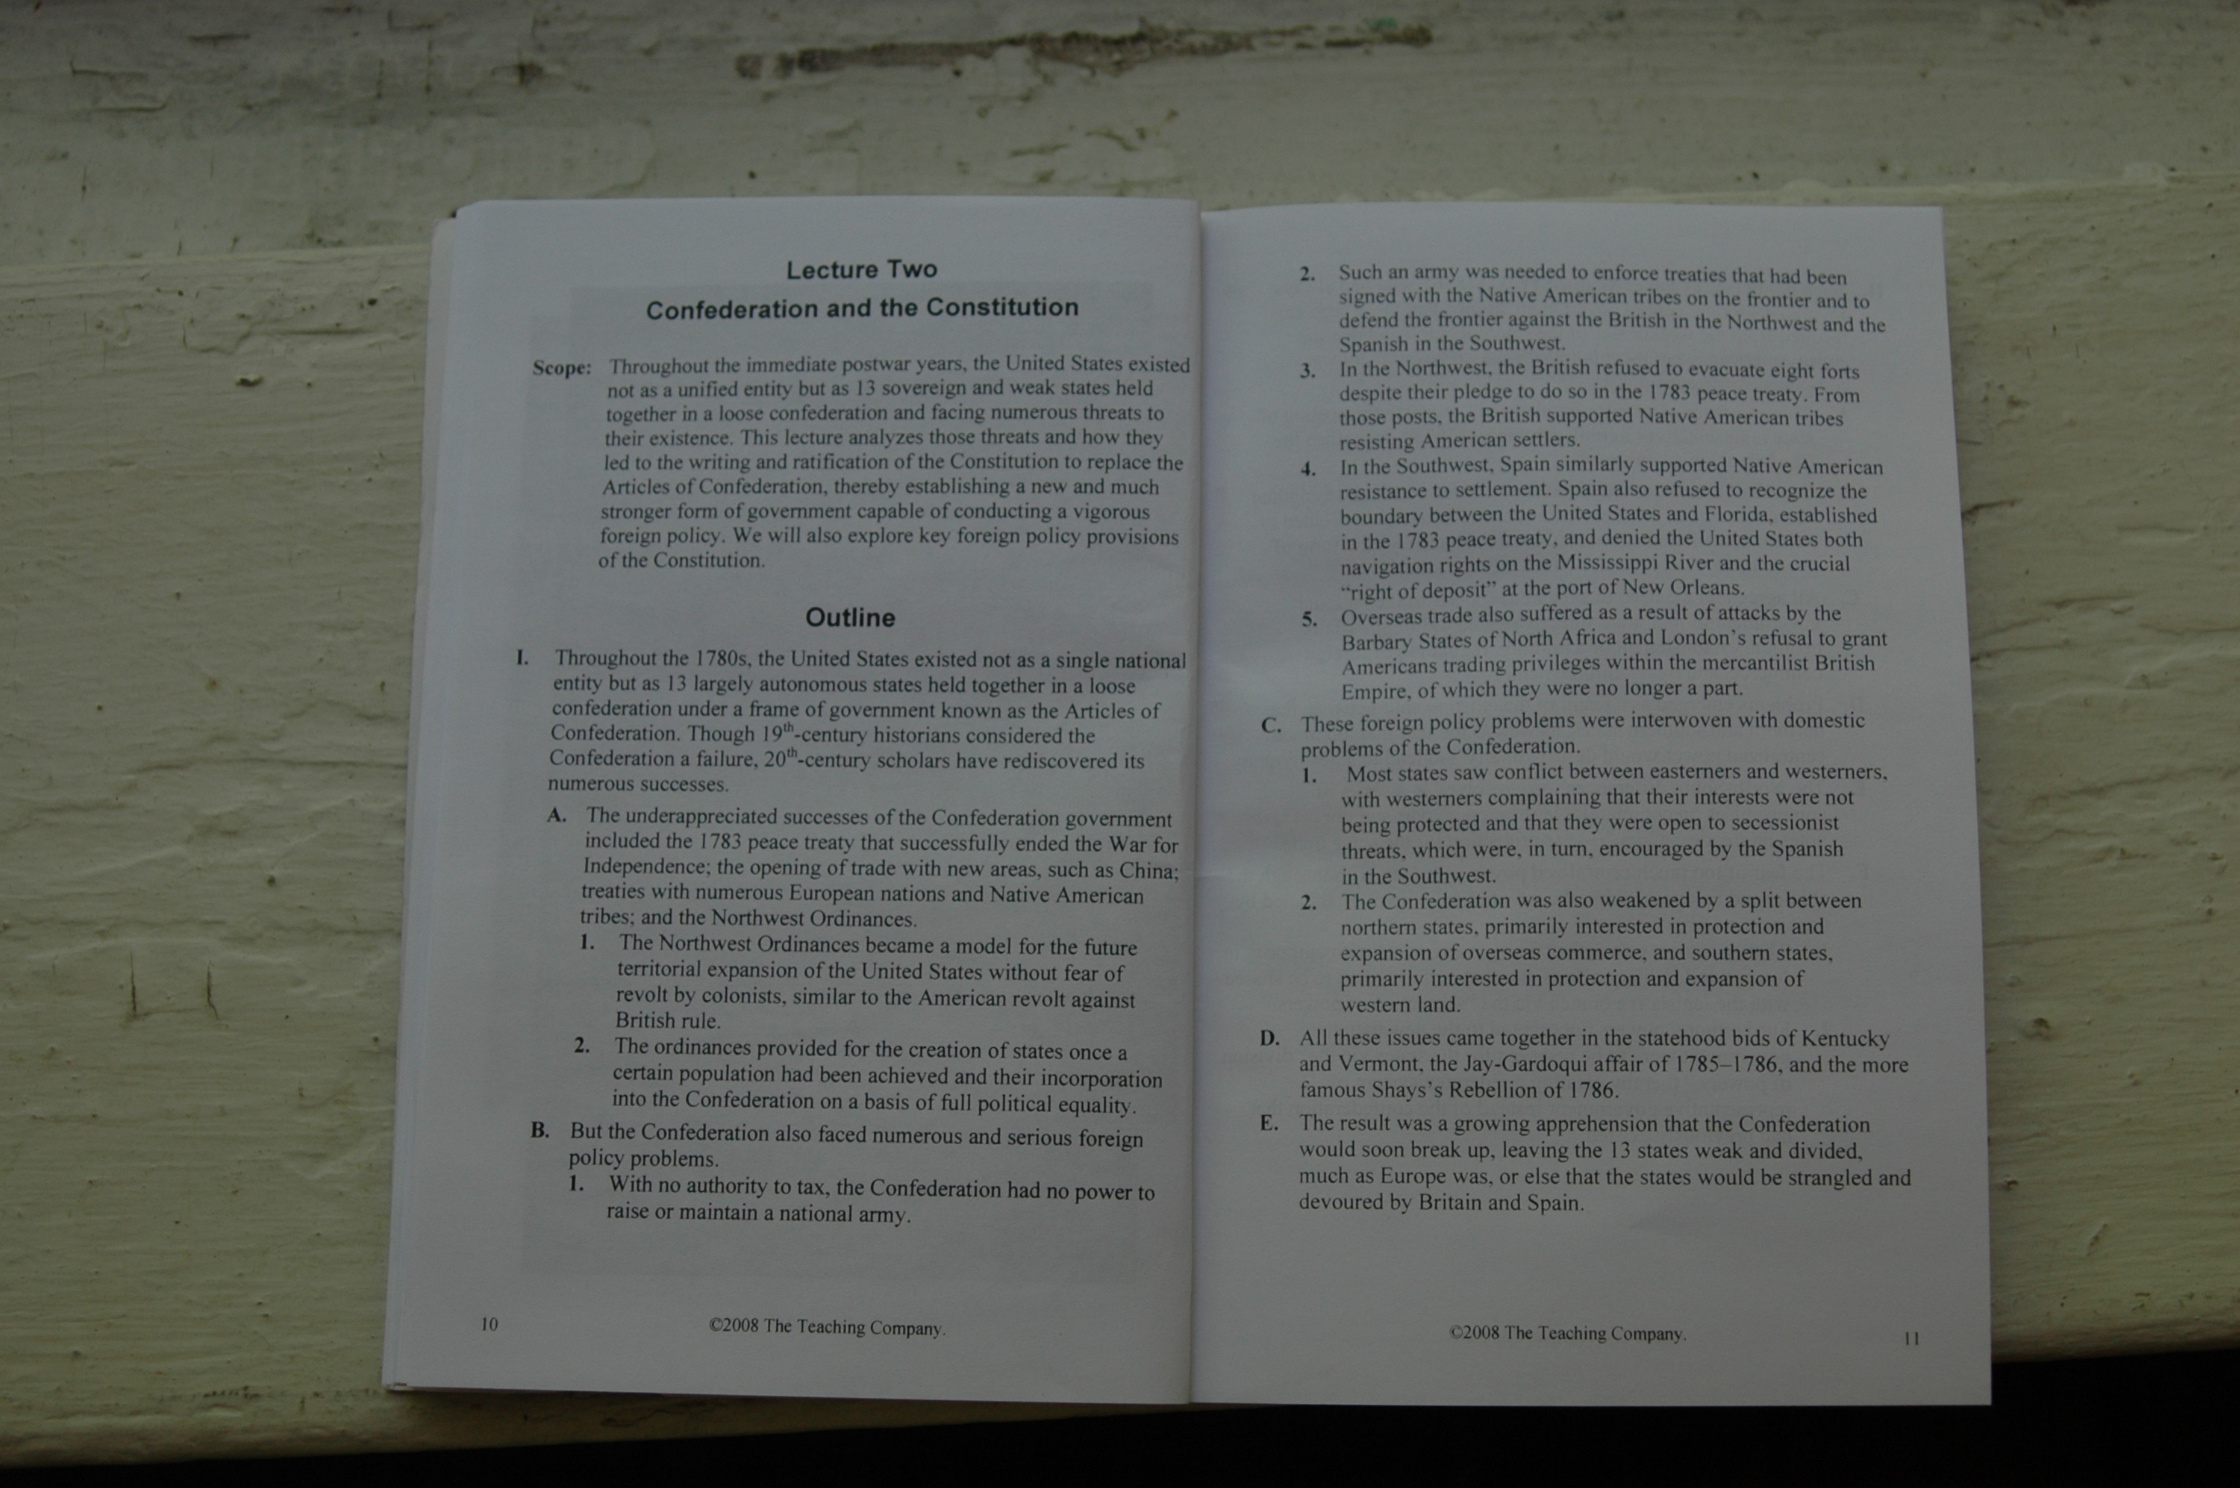 Lecture Two
Confederation and the Constitution
Scope: Throughout the immediate postwar years, the United States existed
not as a unified entity but as 13 sovereign and weak states held
together in a loose confederation and facing numerous threats to
their existence. This lecture analyzes those threats and how they
led to the writing and ratification of the Constitution to replace the
Articles of Confederation, thereby establishing a new and much
stronger form of government capable of conducting a vigorous
foreign policy. We will also explore key foreign policy provisions
of the Constitution.
Outline
I. Throughout the 1780s, the United States existed not as a single national
entity but as 13 largely autonomous states held together in a loose
confederation under a frame of government known as the Articles of
Confederation. Though 19th-century historians considered the
Confederation a failure, 20th-century scholars have rediscovered its
numerous successes.
A. The underappreciated successes of the Confederation government
included the 1783 peace treaty that successfully ended the War for
Independence; the opening of trade with new areas, such as China;
treaties with numerous European nations and Native American
tribes; and the Northwest Ordinances.
1. The Northwest Ordinances became a model for the future
territorial expansion of the United States without fear of
revolt by colonists, similar to the American revolt against
British rule.
2. The ordinances provided for the creation of states once a
certain population had been achieved and their incorporation
into the Confederation on a basis of full political equality.
B. But the Confederation also faced numerous and serious foreign
policy problems.
1. With no authority to tax, the Confederation had no power to
raise or maintain a national army.
10 ©2008 The Teaching Company.
2. Such an army was needed to enforce treaties that had been
signed with the Native American tribes on the frontier and to
defend the frontier against the British in the Northwest and the
Spanish in the Southwest.
3. In the Northwest, the British refused to evacuate eight forts
despite their pledge to do so in the 1783 peace treaty. From
those posts, the British supported Native American tribes
resisting American settlers.
4. In the Southwest, Spain similarly supported Native American
resistance to settlement. Spain also refused to recognize the
boundary between the United States and Florida, established
in the 1783 peace treaty, and denied the United States both
navigation rights on the Mississippi River and the crucial
“right of deposit” at the port of New Orleans.
5. Overseas trade also suffered as a result of attacks by the
Barbary States of North Africa and London’s refusal to grant
Americans trading privileges within the mercantilist British
Empire, of which they were no longer a part.
C. These foreign policy problems were interwoven with domestic
problems of the Confederation.
1. Most states saw conflict between easterners and westerners,
with westerners complaining that their interests were not
being protected and that they were open to secessionist
threats, which were, in turn, encouraged by the Spanish
in the Southwest.
2. The Confederation was also weakened by a split between
northern states, primarily interested in protection and
expansion of overseas commerce, and southern states,
primarily interested in protection and expansion of
western land.
D. All these issues came together in the statehood bids of Kentucky
and Vermont, the Jay-Gardoqui affair of 1785–1786, and the more
famous Shays’s Rebellion of 1786.
E. The result was a growing apprehension that the Confederation
would soon break up, leaving the 13 states weak and divided,
much as Europe was, or else that the states would be strangled and
devoured by Britain and Spain.
©2008 The Teaching Company. 11